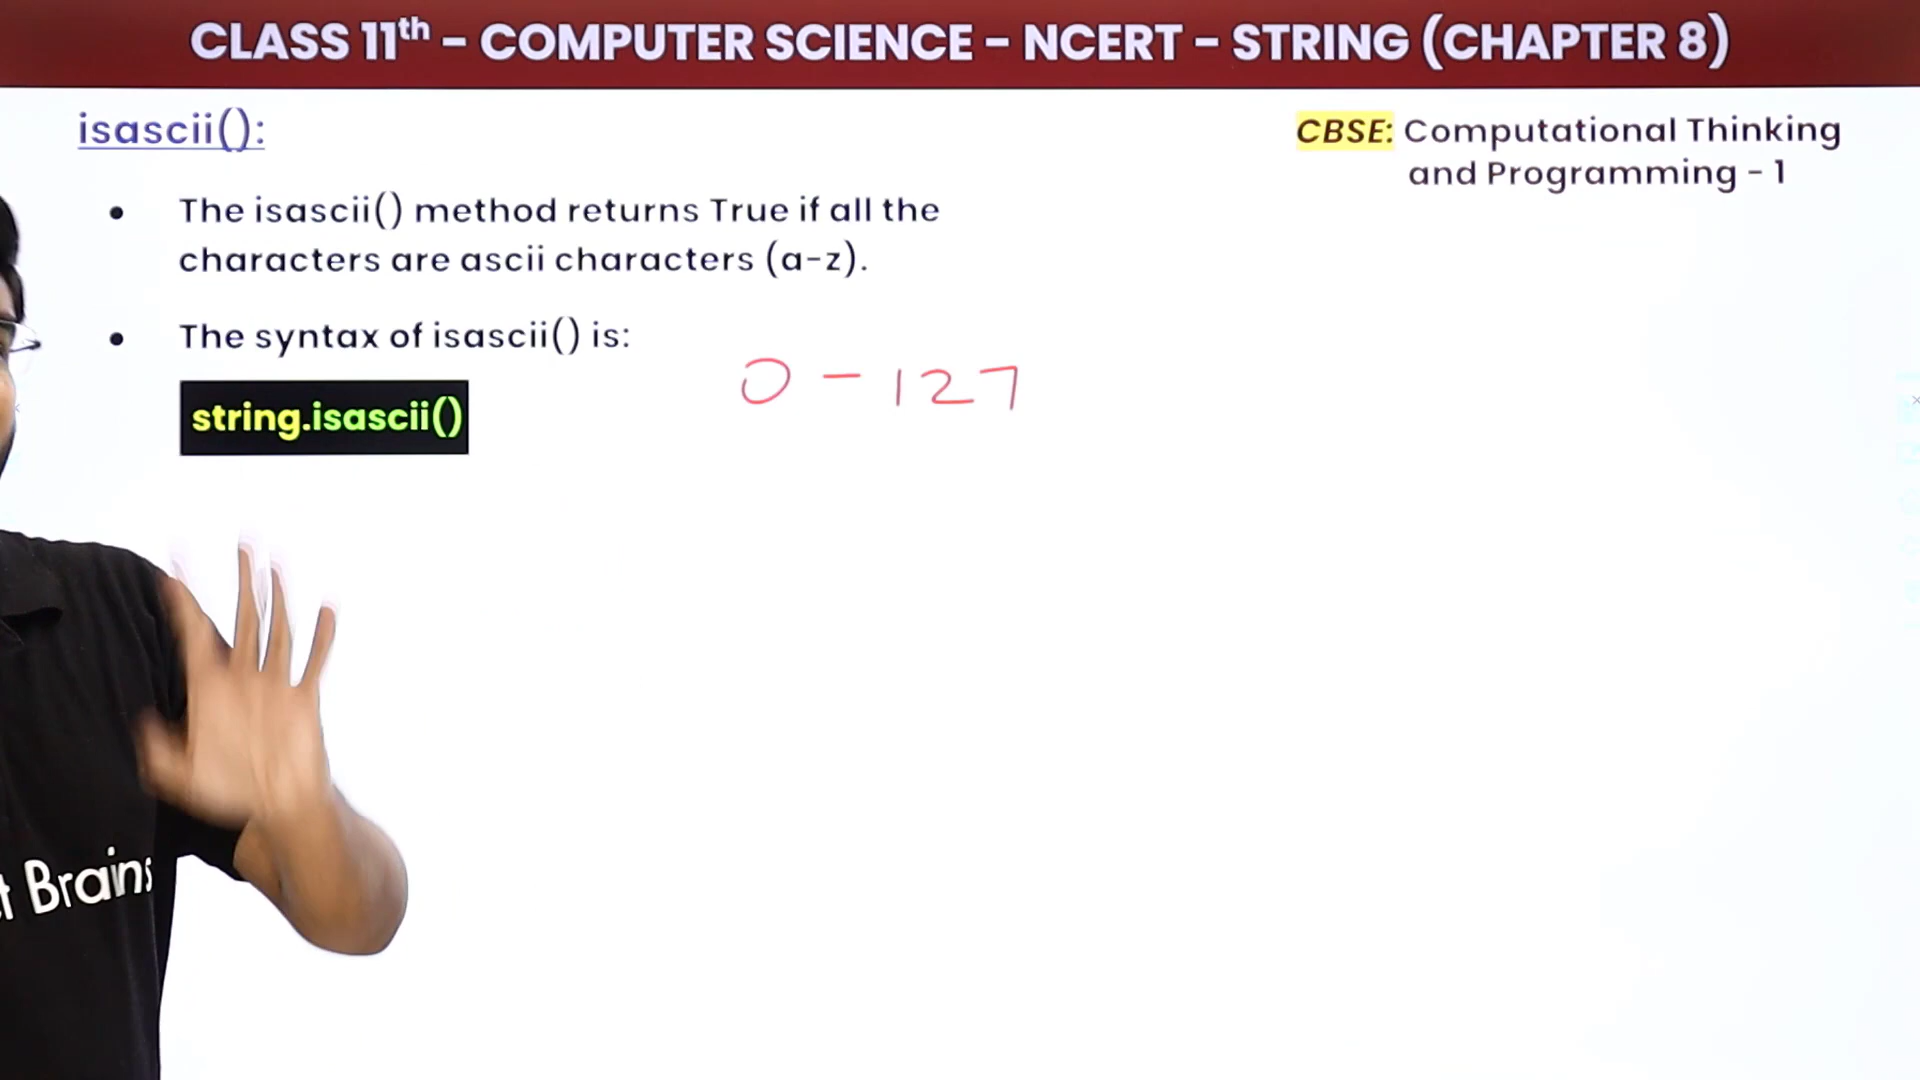 CLASS 11th - COMPUTER SCIENCE - NCERT - STRING (CHAPTER 8)
isascii():
CBSE: Computational Thinking
and Programming - 1
• The isascii() method returns True if all the
characters are ascii characters (a-z).
• The syntax of isascii() is:
0 - 127
string.isascii()
Brains